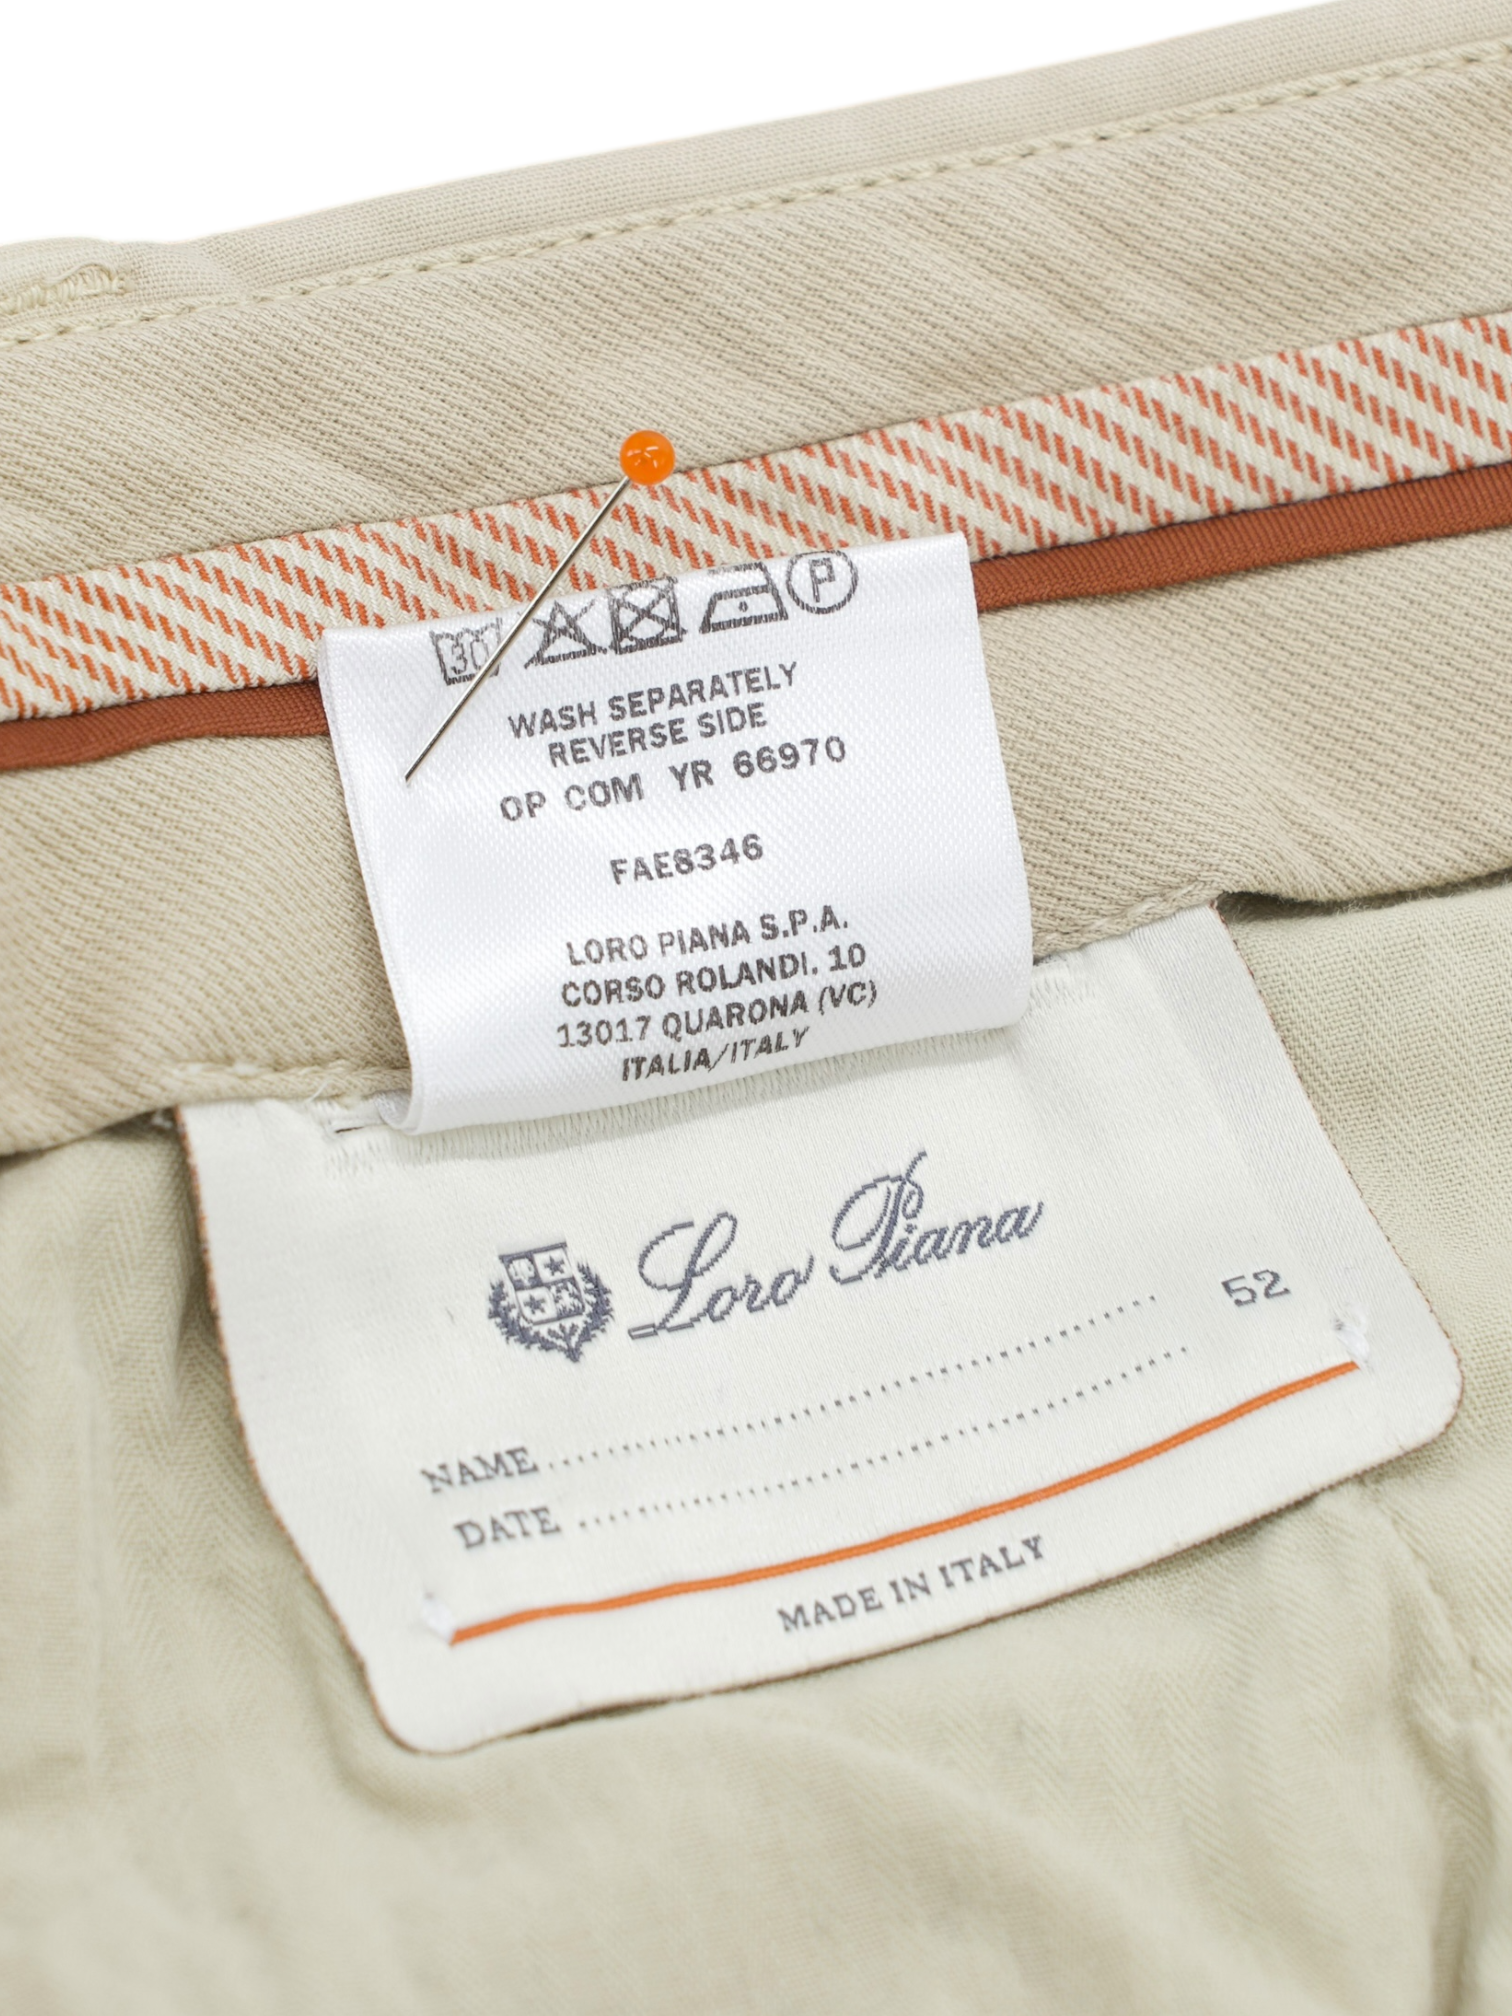 30 P
WASH SEPARATELY
REVERSE SIDE
OP COM YR 66970
FAE8346
LORO PIANA S.P.A.
CORSO ROLANDI. 10
13017 QUARONA (VC)
ITALIA/ITALY
Loro Piana
52
NAME
DATE
MADE IN ITALY